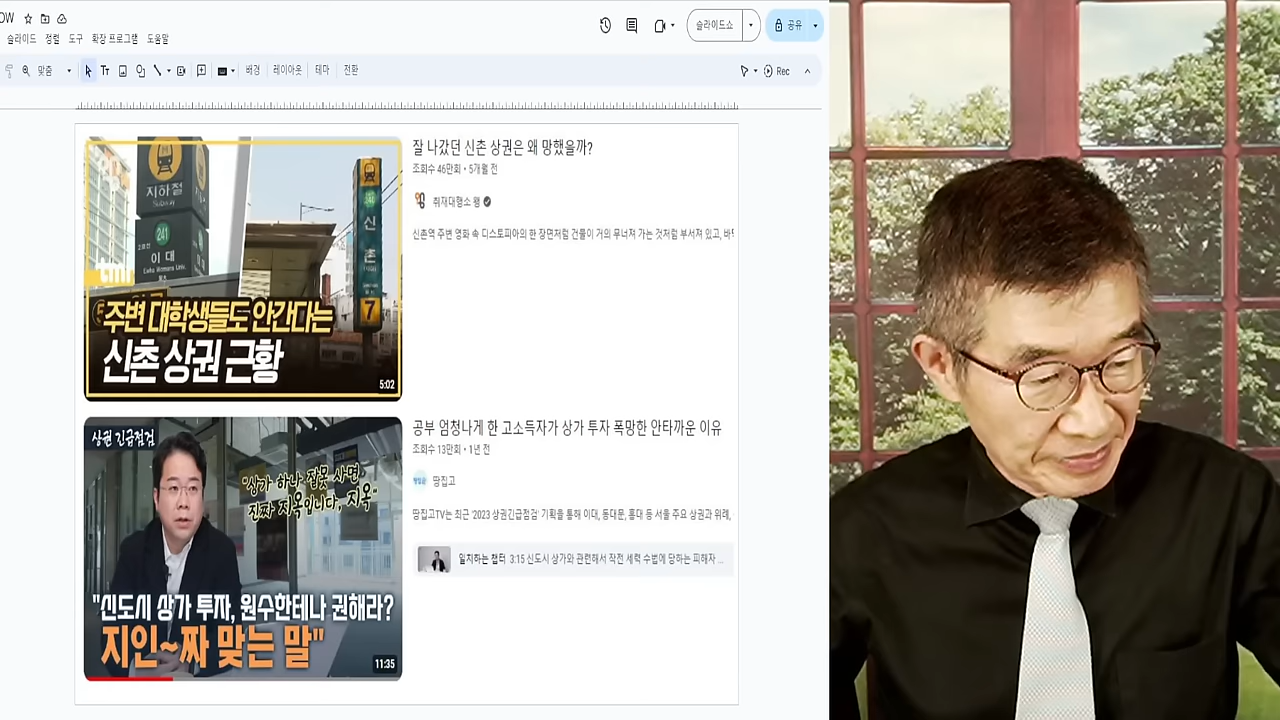 OW
슬라이드 정렬 도구 확장 프로그램 도움말
슬라이드쇼
공유
맞춤
Tr
배경 레이아웃 테마 전환
Rec
지하철
Subway
241
이 대
Ewha Womans Univ.
신촌
7
주변 대학생들도 안간다는
신촌 상권 근황
5:02
잘 나갔던 신촌 상권은 왜 망했을까?
조회수 46만회 • 5개월 전
취재대행소 왱
신촌역 주변 영화 속 디스토피아의 한 장면처럼 건물이 거의 무너져 가는 것처럼 부서져 있고,
상권 긴급점검
"상가 하나 잘못 사면
진짜 지옥입니다, 지옥"
"신도시 상가 투자, 원수한테나 권해라?
지인~짜 맞는 말"
11:35
공부 엄청나게 한 고소득자가 상가 투자 폭망한 안타까운 이유
조회수 13만회 • 1년 전
땅집고
땅집고TV는 최근 '2023 상권긴급점검' 기획을 통해 이대, 동대문, 홍대 등 서울 주요 상권과 위례,
일치하는 챕터 3:15 신도시 상가와 관련해서 작전 세력 수법에 당하는 피해자 ...